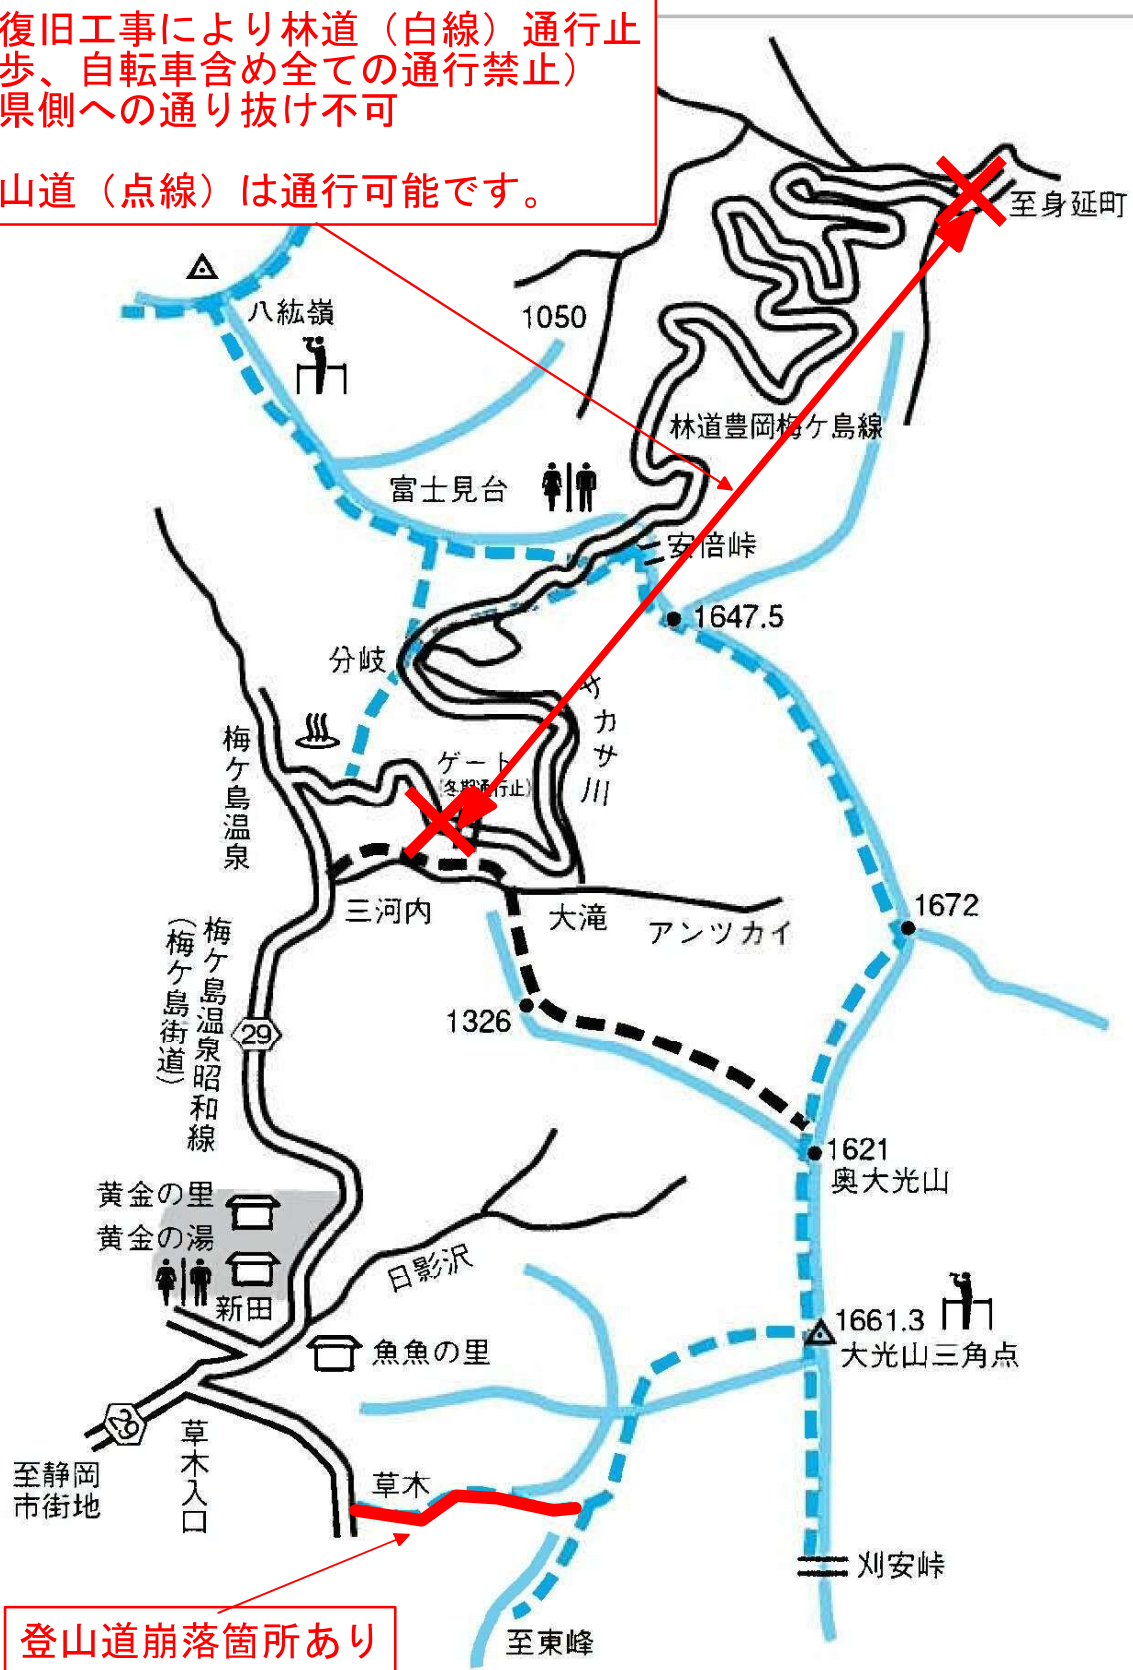 復旧工事により林道（白線）通行止
歩、自転車含め全ての通行禁止）
県側への通り抜け不可
山道（点線）は通行可能です。
至身延町
八紘嶺
1050
林道豊岡梅ケ島線
富士見台
安倍峠
1647.5
分岐
サカサ川
梅ケ島温泉
ゲート
(冬期通行止)
三河内
大滝
アンツカイ
1672
梅ケ島温泉昭和線
（梅ケ島街道）
29
1326
1621
奥大光山
黄金の里
黄金の湯
新田
日影沢
魚魚の里
1661.3
大光山三角点
29
至静岡
市街地
草木入口
草木
刈安峠
至東峰
登山道崩落箇所あり